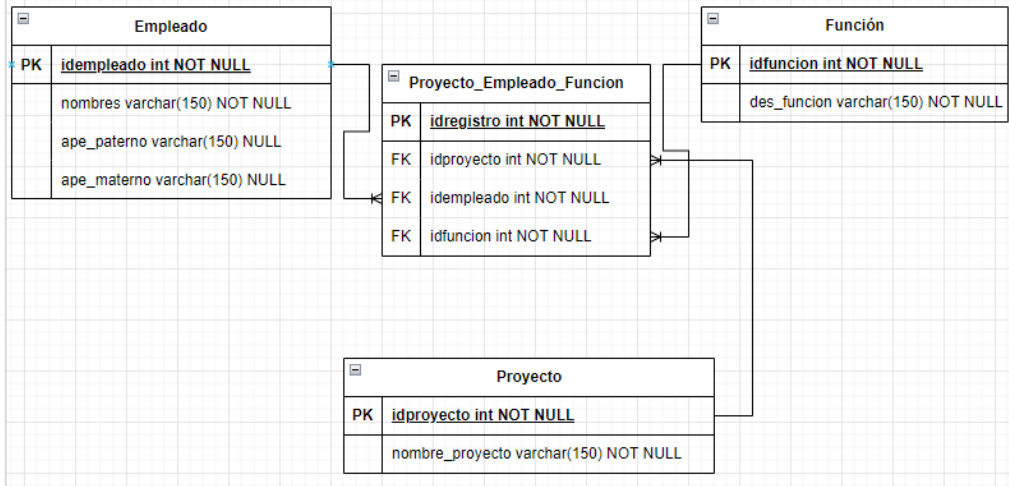 Empleado
PK idempleado int NOT NULL
nombres varchar(150) NOT NULL
ape_paterno varchar(150) NULL
ape_materno varchar(150) NULL
Proyecto_Empleado_Funcion
PK idregistro int NOT NULL
FK idproyecto int NOT NULL
FK idempleado int NOT NULL
FK idfuncion int NOT NULL
Función
PK idfuncion int NOT NULL
des_funcion varchar(150) NOT NULL
Proyecto
PK idproyecto int NOT NULL
nombre_proyecto varchar(150) NOT NULL